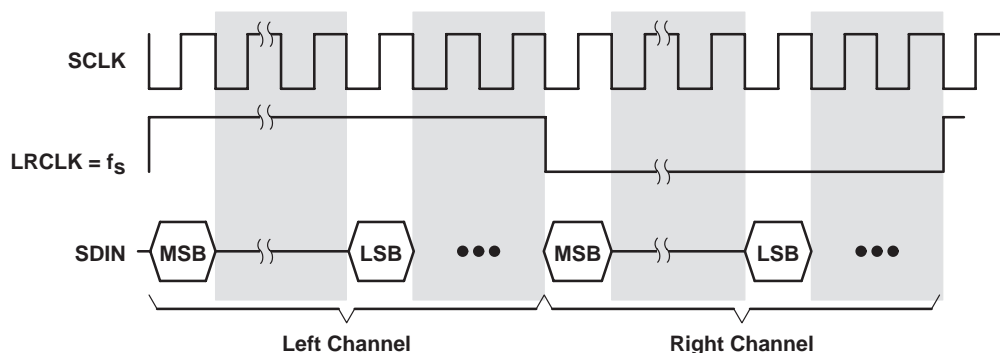 SCLK
LRCLK = fS
SDIN
MSB
LSB
●●●
MSB
LSB
●●●
Left Channel
Right Channel